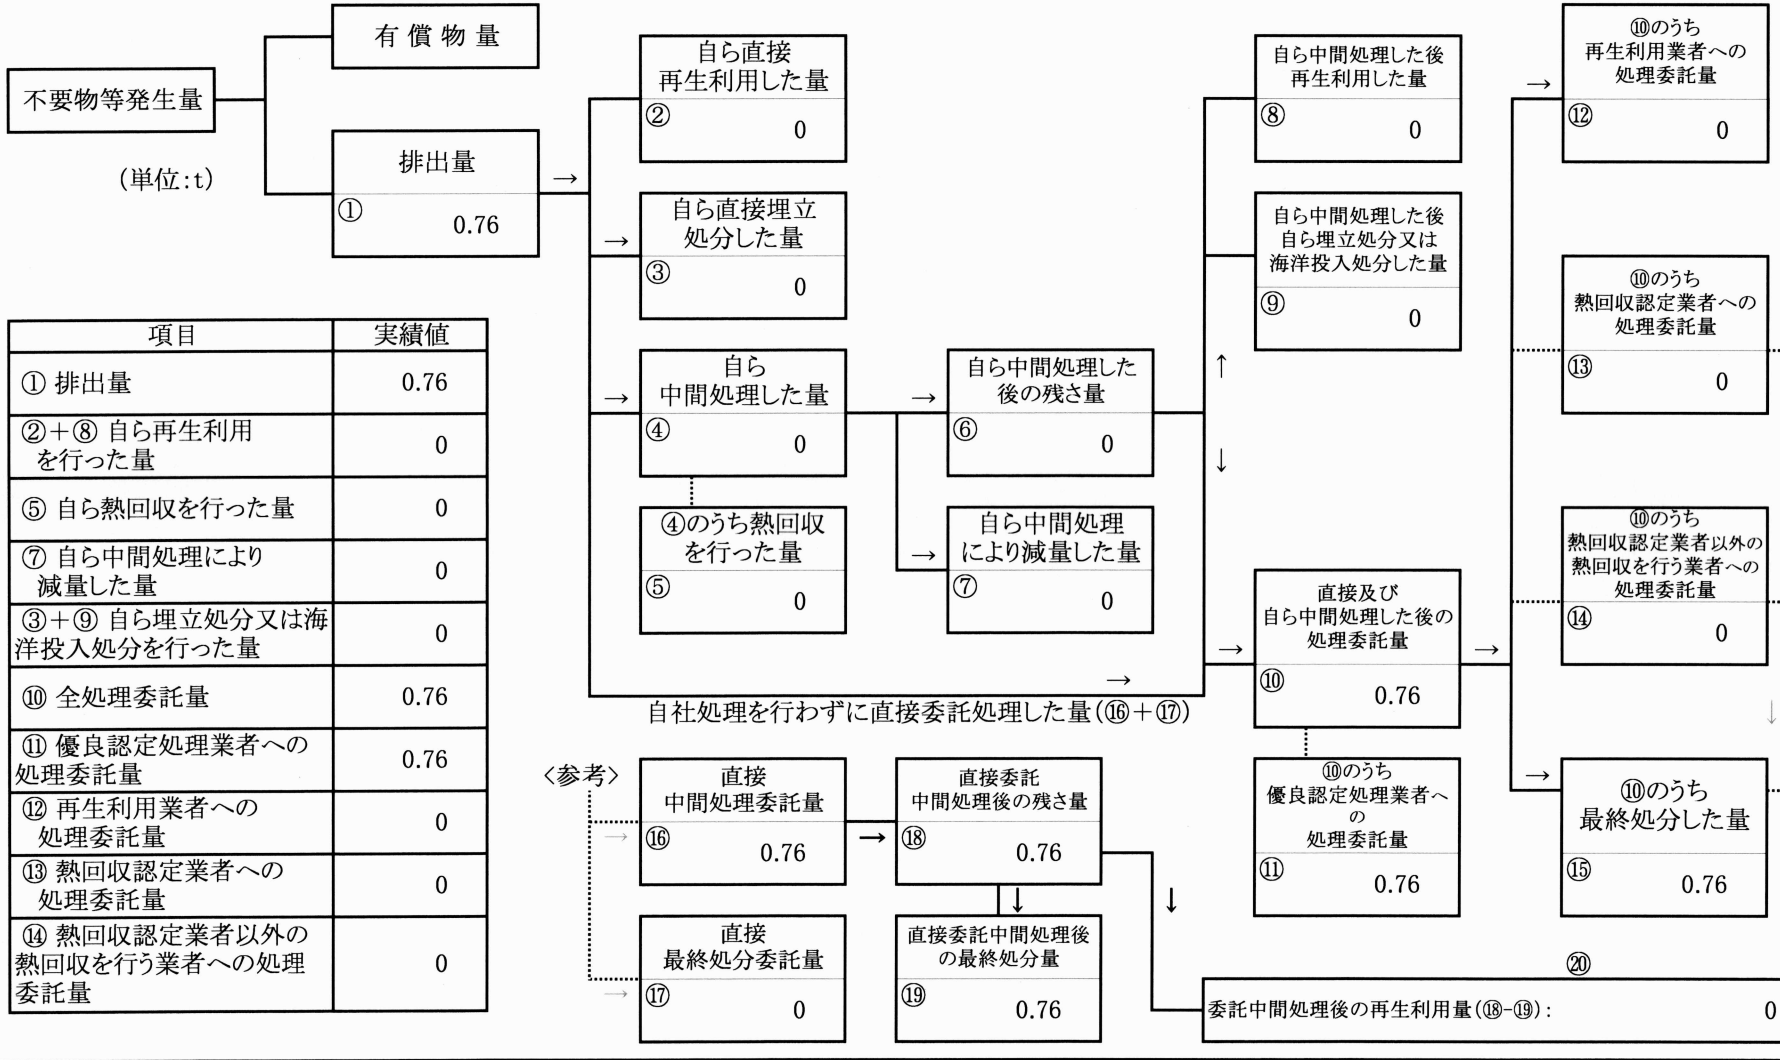 不要物等発生量
有償物量
(単位:t)
排出量
①
0.76
→
自ら直接
再生利用した量
②
0
→
自ら直接埋立
処分した量
③
0
→
自ら
中間処理した量
④
0
④のうち熱回収
を行った量
⑤
0
→
自ら中間処理した
後の残さ量
⑥
0
→
自ら中間処理
により減量した量
⑦
0
↑
↓
自ら中間処理した後
再生利用した量
⑧
0
自ら中間処理した後
自ら埋立処分又は
海洋投入処分した量
⑨
0
→
自社処理を行わずに直接委託処理した量(⑯+⑰)
→
直接及び
自ら中間処理した後の
処理委託量
⑩
0.76
⑩のうち
優良認定処理業者へ
の
処理委託量
⑪
0.76
→
→
⑩のうち
再生利用業者への
処理委託量
⑫
0
⑩のうち
熱回収認定業者への
処理委託量
⑬
0
⑩のうち
熱回収認定業者以外の
熱回収を行う業者への
処理委託量
⑭
0
↓
→
⑩のうち
最終処分した量
⑮
0.76
項目 実績値
① 排出量 0.76
②+⑧ 自ら再生利用
を行った量
0
⑤ 自ら熱回収を行った量 0
⑦ 自ら中間処理により
減量した量
0
③+⑨ 自ら埋立処分又は海
洋投入処分を行った量
0
⑩ 全処理委託量 0.76
⑪ 優良認定処理業者への
処理委託量
0.76
⑫ 再生利用業者への
処理委託量
0
⑬ 熱回収認定業者への
処理委託量
0
⑭ 熱回収認定業者以外の
熱回収を行う業者への処理
委託量
0
<参考>
→
直接
中間処理委託量
⑯
0.76
→
直接委託
中間処理後の残さ量
⑱
0.76
→
直接
最終処分委託量
⑰
0
↓
直接委託中間処理後
の最終処分量
⑲
0.76
↓
⑳
委託中間処理後の再生利用量(⑱-⑲): 0